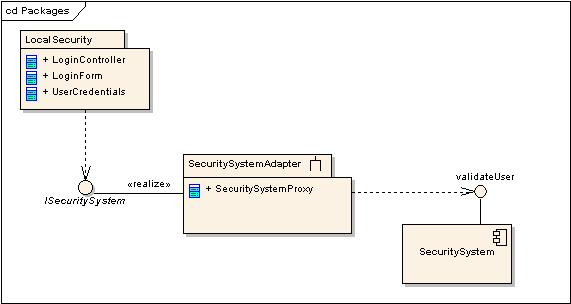 cd Packages
LocalSecurity
+ LoginController
+ LoginForm
+ UserCredentials
SecuritySystemAdapter
«realize»
+ SecuritySystemProxy
ISecuritySystem
validateUser
SecuritySystem